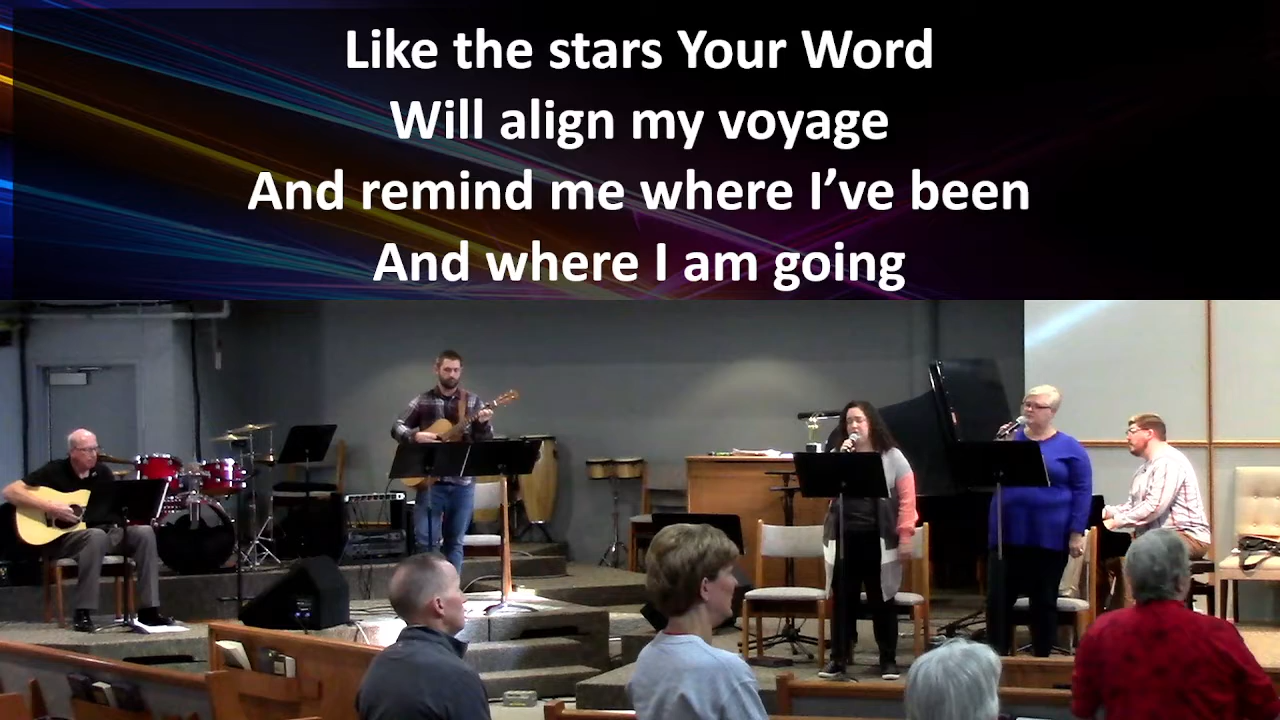 Like the stars Your Word
Will align my voyage
And remind me where I’ve been
And where I am going